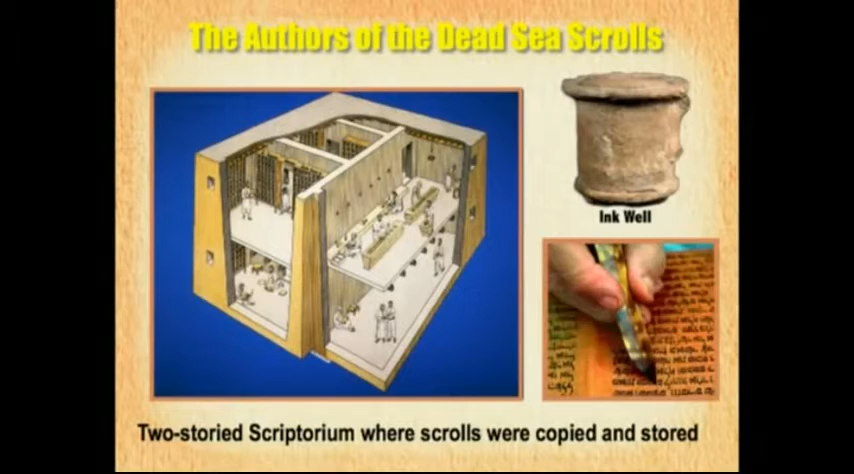 The Authors of the Dead Sea Scrolls
Ink Well
Two-storied Scriptorium where scrolls were copied and stored